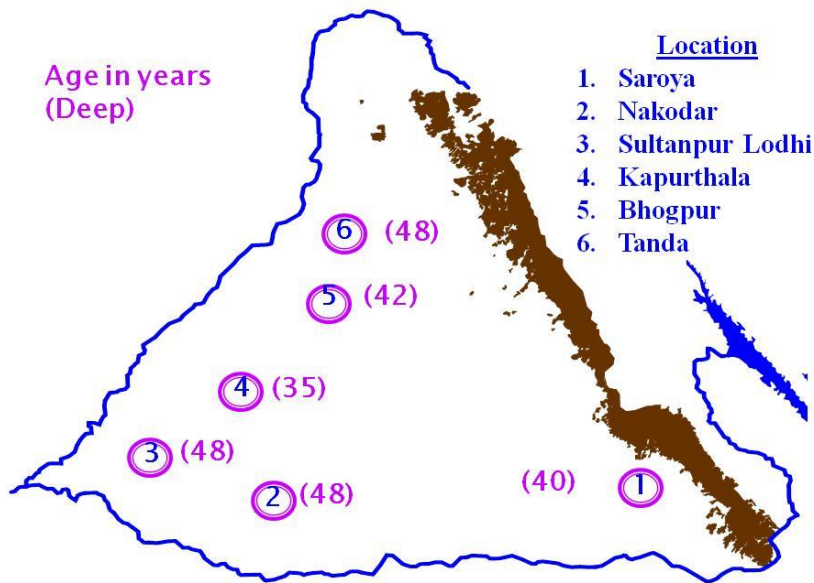 Age in years
(Deep)
Location
1. Saroya
2. Nakodar
3. Sultanpur Lodhi
4. Kapurthala
5. Bhogpur
6. Tanda
6 (48)
5 (42)
4 (35)
3 (48)
2 (48)
(40) 1